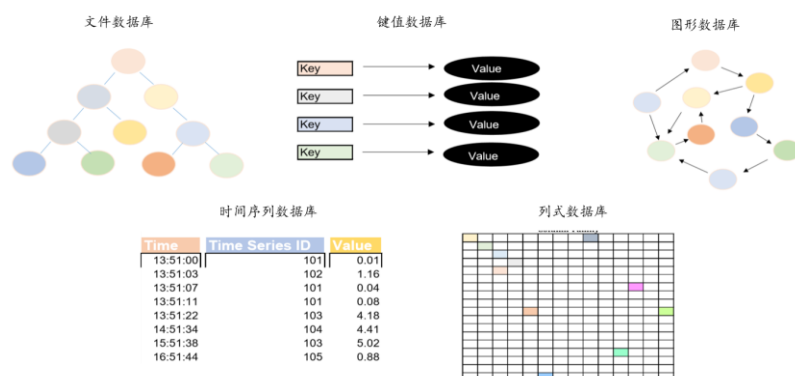 文件数据库
键值数据库
图形数据库
Key Value
Key Value
Key Value
Key Value
时间序列数据库
列式数据库
Time Time Series ID Value
13:51:00 101 0.01
13:51:03 102 1.16
13:51:07 101 0.04
13:51:11 101 0.08
13:51:22 103 4.18
14:51:34 104 4.41
15:51:38 103 5.02
16:51:44 105 0.88